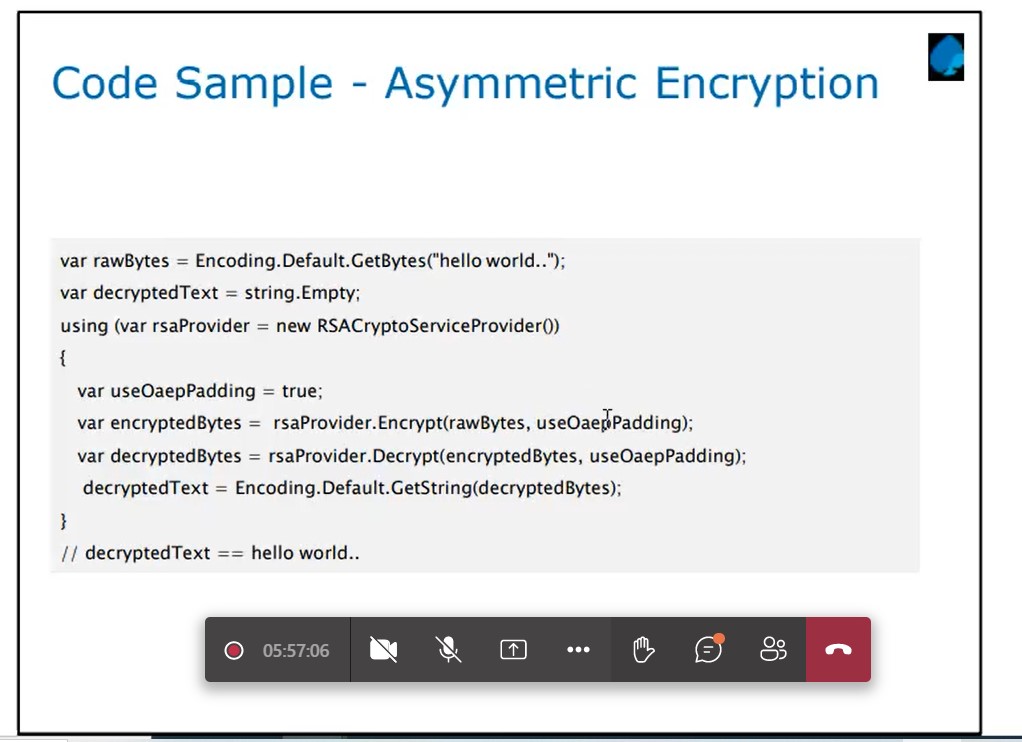 Code Sample - Asymmetric Encryption
var rawBytes = Encoding.Default.GetBytes("hello world..");
var decryptedText = string.Empty;
using (var rsaProvider = new RSACryptoServiceProvider())
{
var useOaepPadding = true;
var encryptedBytes = rsaProvider.Encrypt(rawBytes, useOaepPadding);
var decryptedBytes = rsaProvider.Decrypt(encryptedBytes, useOaepPadding);
decryptedText = Encoding.Default.GetString(decryptedBytes);
}
// decryptedText == hello world..
05:57:06